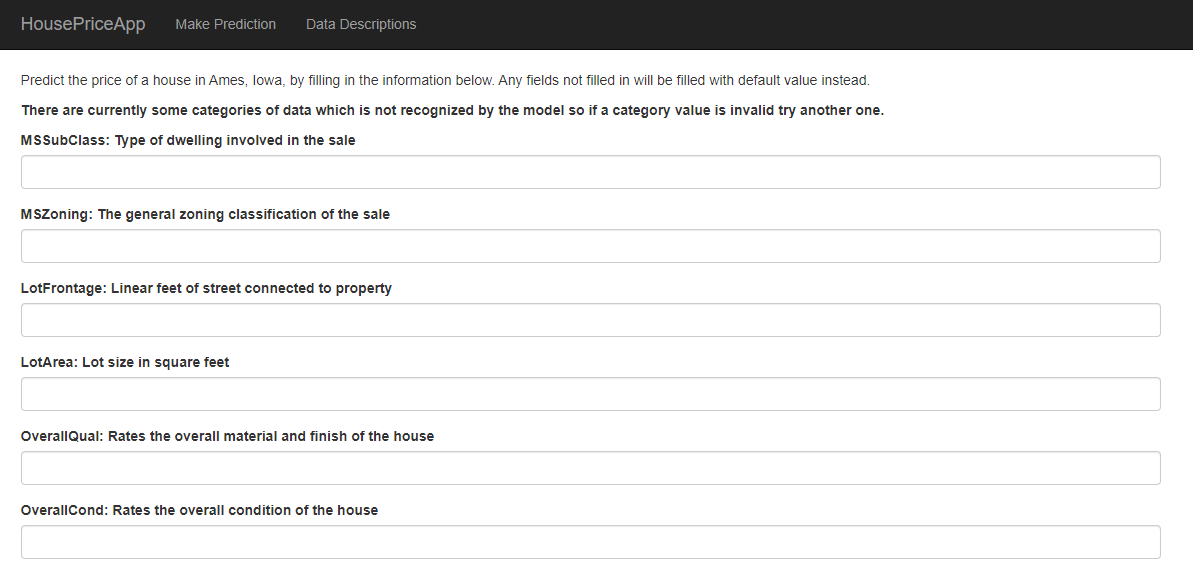 HousePriceApp Make Prediction Data Descriptions
Predict the price of a house in Ames, Iowa, by filling in the information below. Any fields not filled in will be filled with default value instead.
There are currently some categories of data which is not recognized by the model so if a category value is invalid try another one.
MSSubClass: Type of dwelling involved in the sale
MSZoning: The general zoning classification of the sale
LotFrontage: Linear feet of street connected to property
LotArea: Lot size in square feet
OverallQual: Rates the overall material and finish of the house
OverallCond: Rates the overall condition of the house